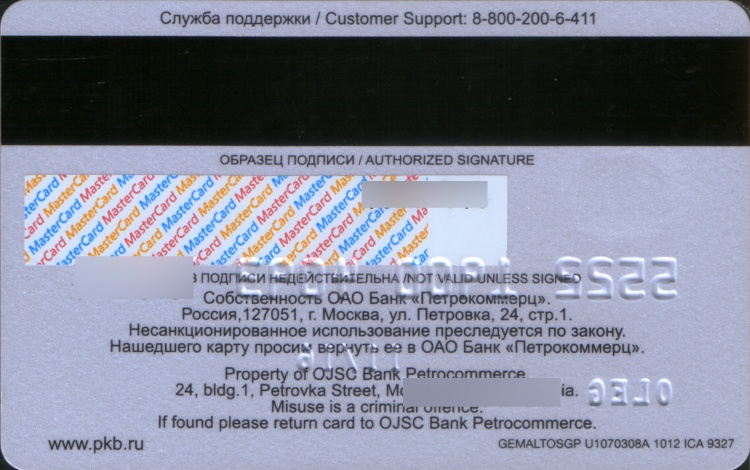 Служба поддержки / Customer Support: 8-800-200-6-411
ОБРАЗЕЦ ПОДПИСИ / AUTHORIZED SIGNATURE
MasterCard MasterCard MasterCard MasterCard MasterCard
ПОДПИСИ НЕДЕЙСТВИТЕЛЬНА /NOT VALID UNLESS SIGNED
Собственность ОАО Банк «Петрокоммерц».
Россия,127051, г. Москва, ул. Петровка, 24, стр.1.
Несанкционированное использование преследуется по закону.
Нашедшего карту просим вернуть ее в ОАО Банк «Петрокоммерц».
Property of OJSC Bank Petrocommerce
24, bldg.1, Petrovka Street,
OLEG
Misuse is a criminal offence.
If found please return card to OJSC Bank Petrocommerce.
www.pkb.ru
GEMALTOSGP U1070308A 1012 ICA 9327